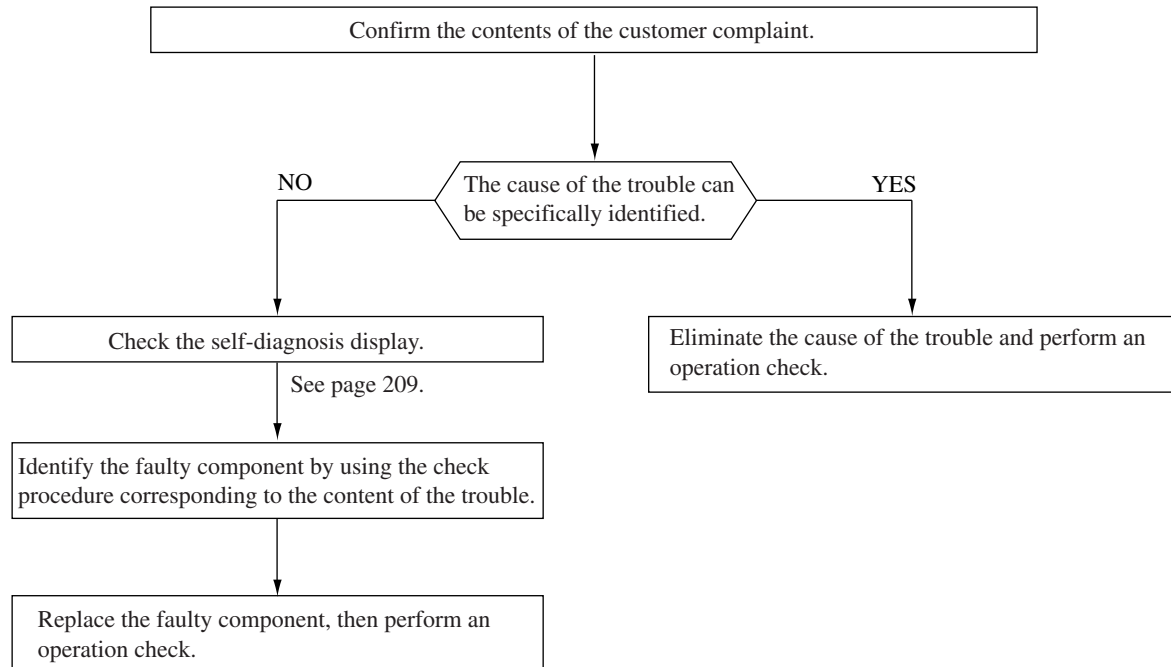 Confirm the contents of the customer complaint.
NO
The cause of the trouble can
be specifically identified.
YES
Check the self-diagnosis display.
See page 209.
Eliminate the cause of the trouble and perform an
operation check.
Identify the faulty component by using the check
procedure corresponding to the content of the trouble.
Replace the faulty component, then perform an
operation check.